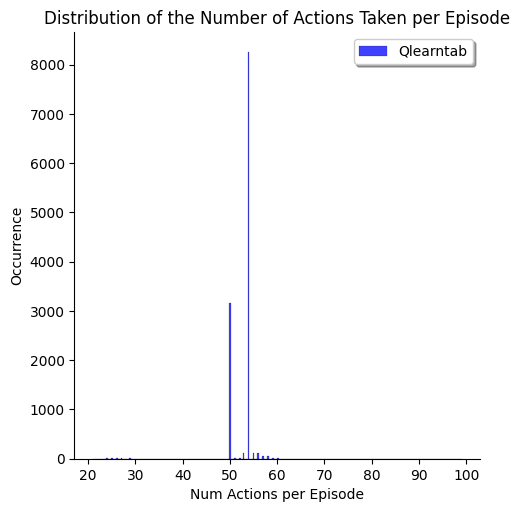 Distribution of the Number of Actions Taken per Episode
Qlearntab
Occurrence
8000
7000
6000
5000
4000
3000
2000
1000
0
20 30 40 50 60 70 80 90 100
Num Actions per Episode